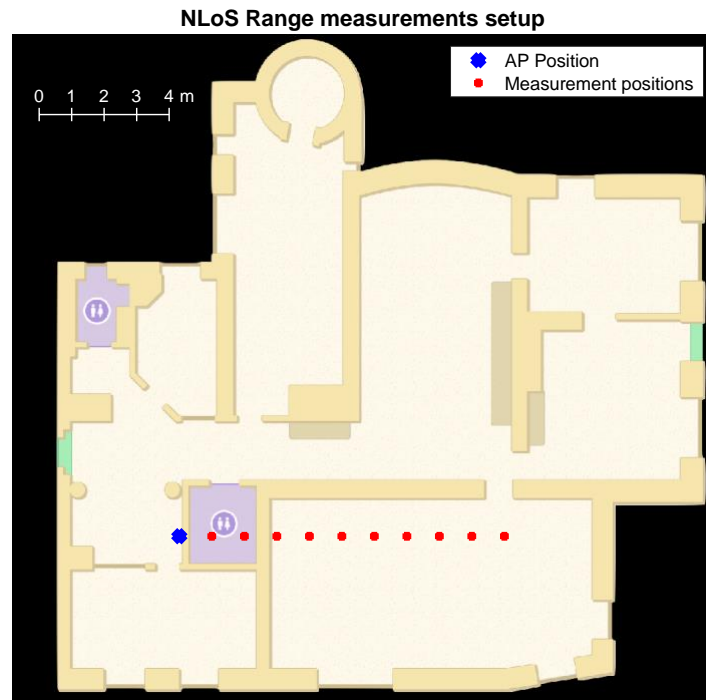 NLoS Range measurements setup
AP Position
Measurement positions
0 1 2 3 4 m